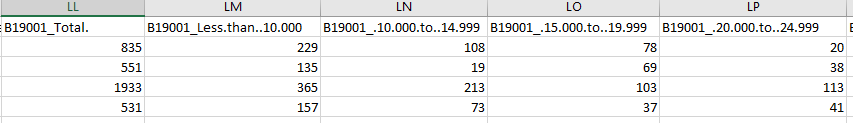 LL LM LN LO LP
B19001_Total. B19001_Less.than..10.000 B19001_.10.000.to..14.999 B19001_.15.000.to..19.999 B19001_.20.000.to..24.999
835 229 108 78 20
551 135 19 69 38
1933 365 213 103 113
531 157 73 37 41